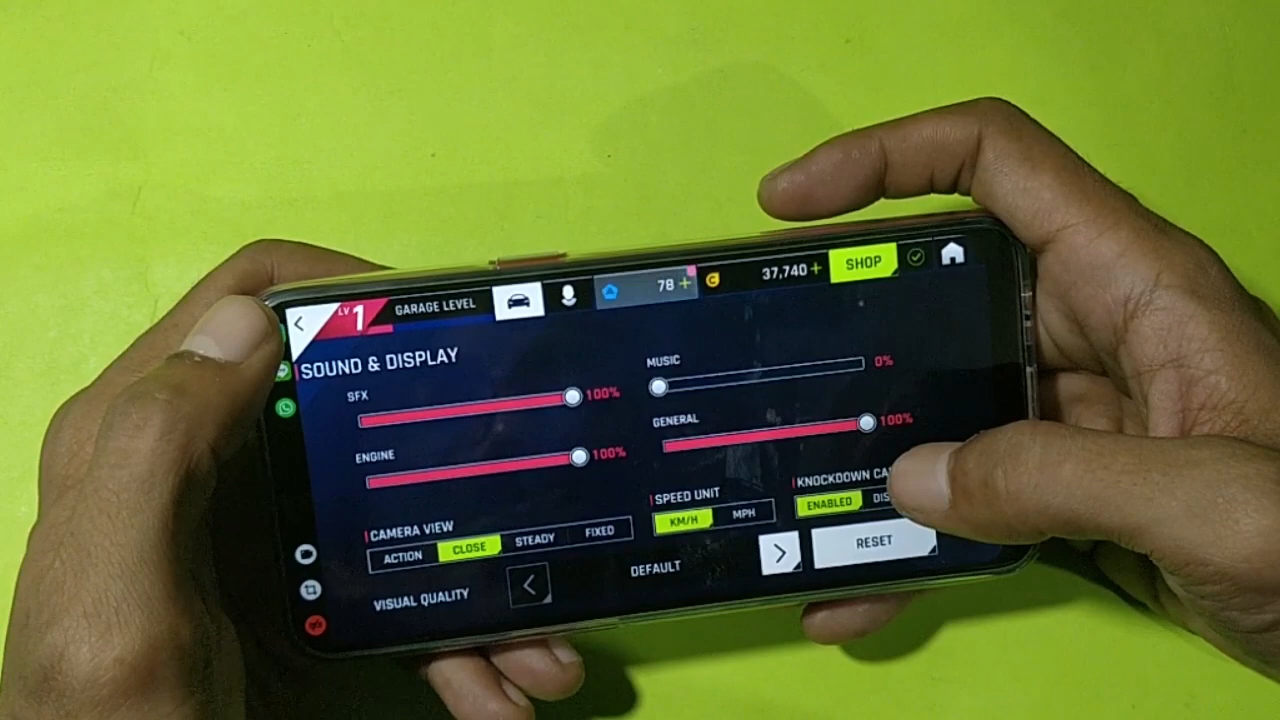 LV 1 GARAGE LEVEL 78 + 37,740 + SHOP
SOUND & DISPLAY
SFX 100%
MUSIC 0%
ENGINE 100%
GENERAL 100%
CAMERA VIEW
ACTION CLOSE STEADY FIXED
SPEED UNIT
KM/H MPH
KNOCKDOWN
ENABLED
VISUAL QUALITY DEFAULT RESET